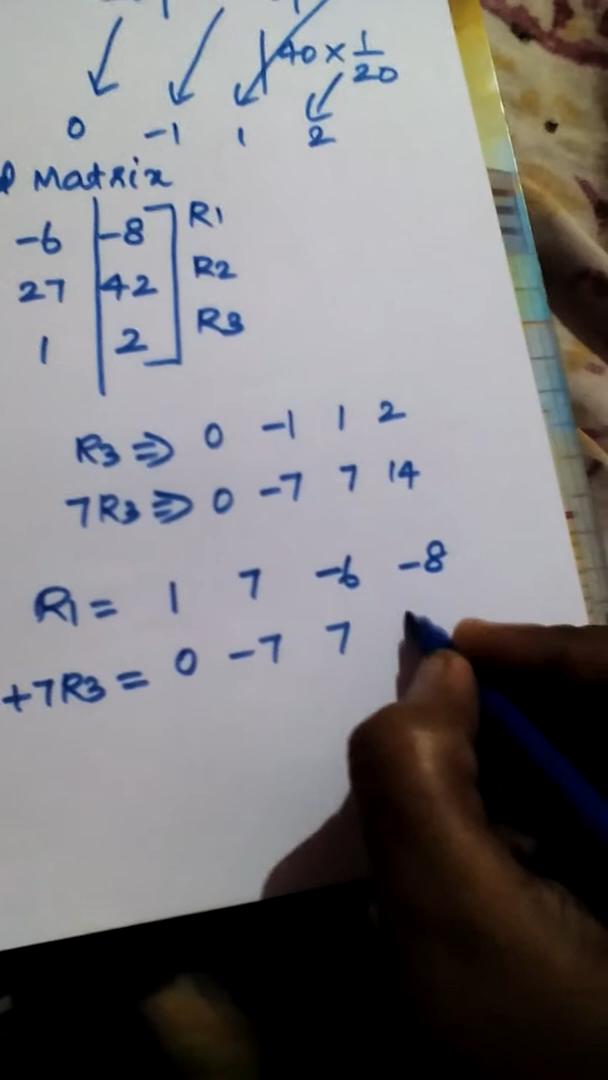 40 × 1/20
0 -1 1 2
Matrix
-6 | -8 ] R1
27 | 42 R2
1 | 2 R3
R3 ⇒ 0 -1 1 2
7R3 ⇒ 0 -7 7 14
R1 = 1 7 -6 -8
+7R3 = 0 -7 7